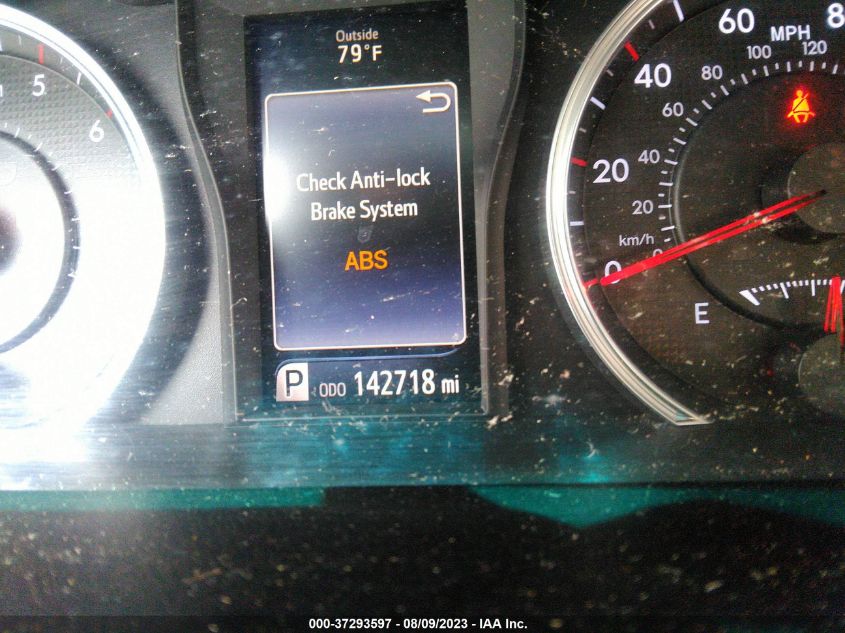 Outside
79°F
Check Anti-lock
Brake System
ABS
P ODO 142718 mi
5
6
0
20
40
60
8
MPH
20
40
60
80
100
120
km/h
E
000-37293597 - 08/09/2023 - IAA Inc.